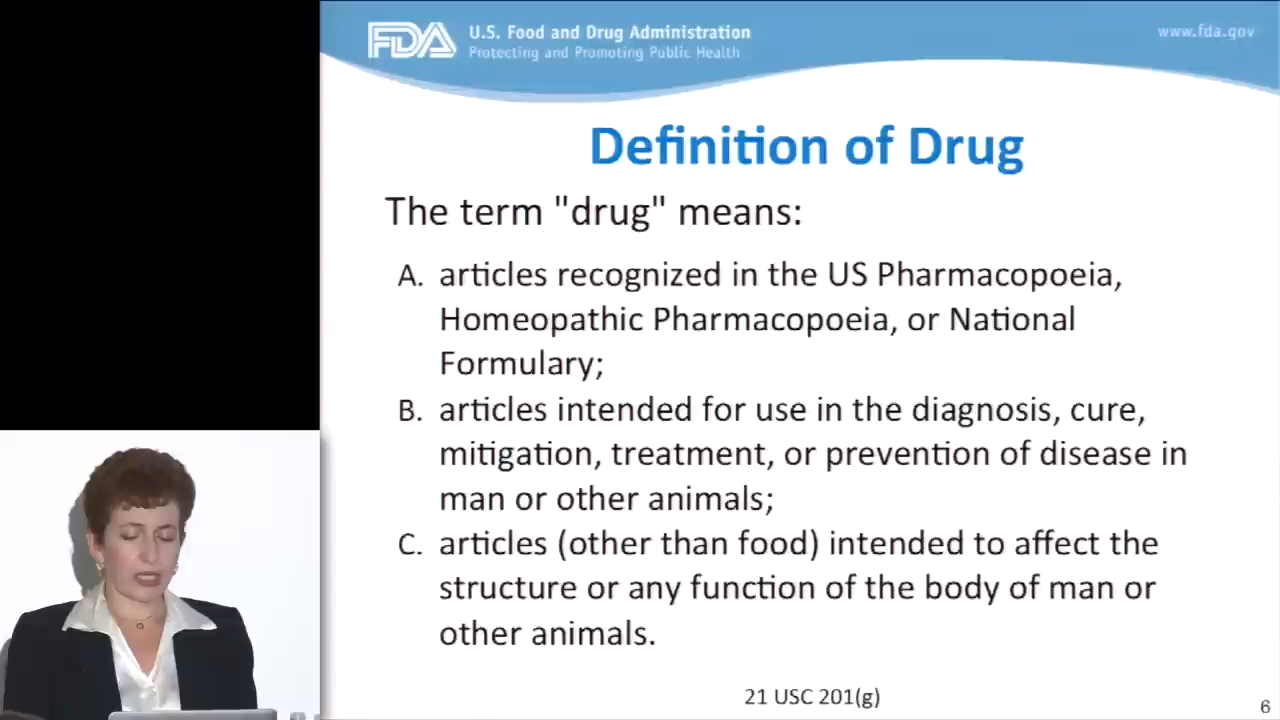 FDA
U.S. Food and Drug Administration
Protecting and Promoting Public Health
www.fda.gov
Definition of Drug
The term "drug" means:
A. articles recognized in the US Pharmacopoeia,
Homeopathic Pharmacopoeia, or National
Formulary;
B. articles intended for use in the diagnosis, cure,
mitigation, treatment, or prevention of disease in
man or other animals;
C. articles (other than food) intended to affect the
structure or any function of the body of man or
other animals.
21 USC 201(g)
6